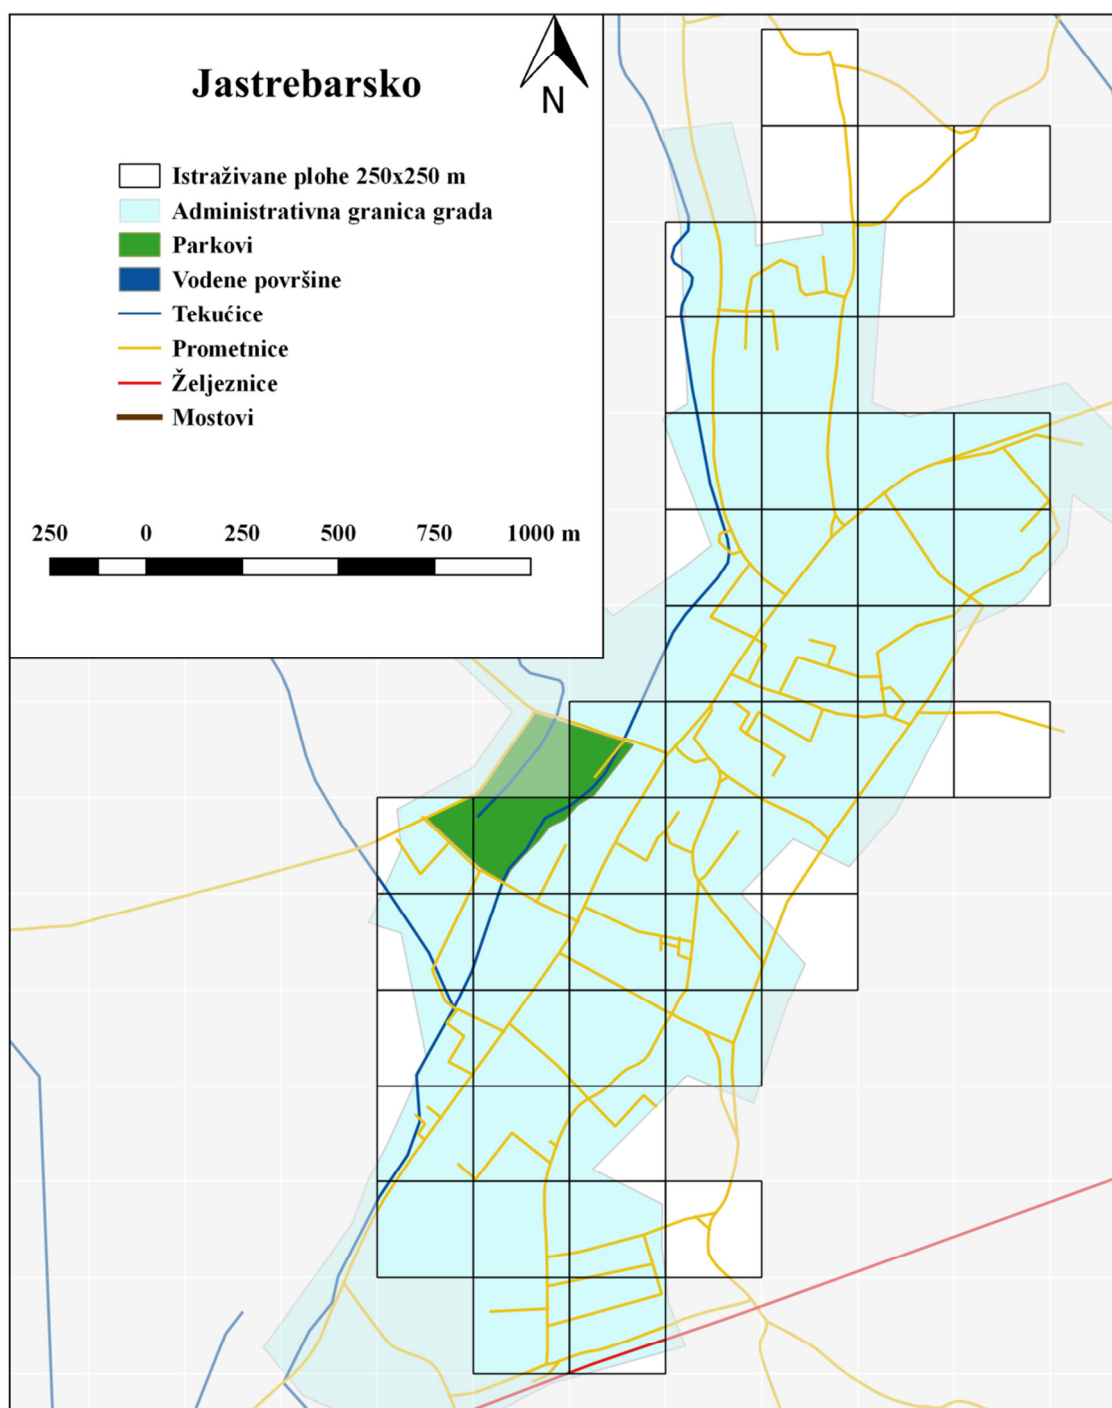 Jastrebarsko
N
Istraživane plohe 250x250 m
Administrativna granica grada
Parkovi
Vodene površine
Tekućice
Prometnice
Željeznice
Mostovi
250 0 250 500 750 1000 m